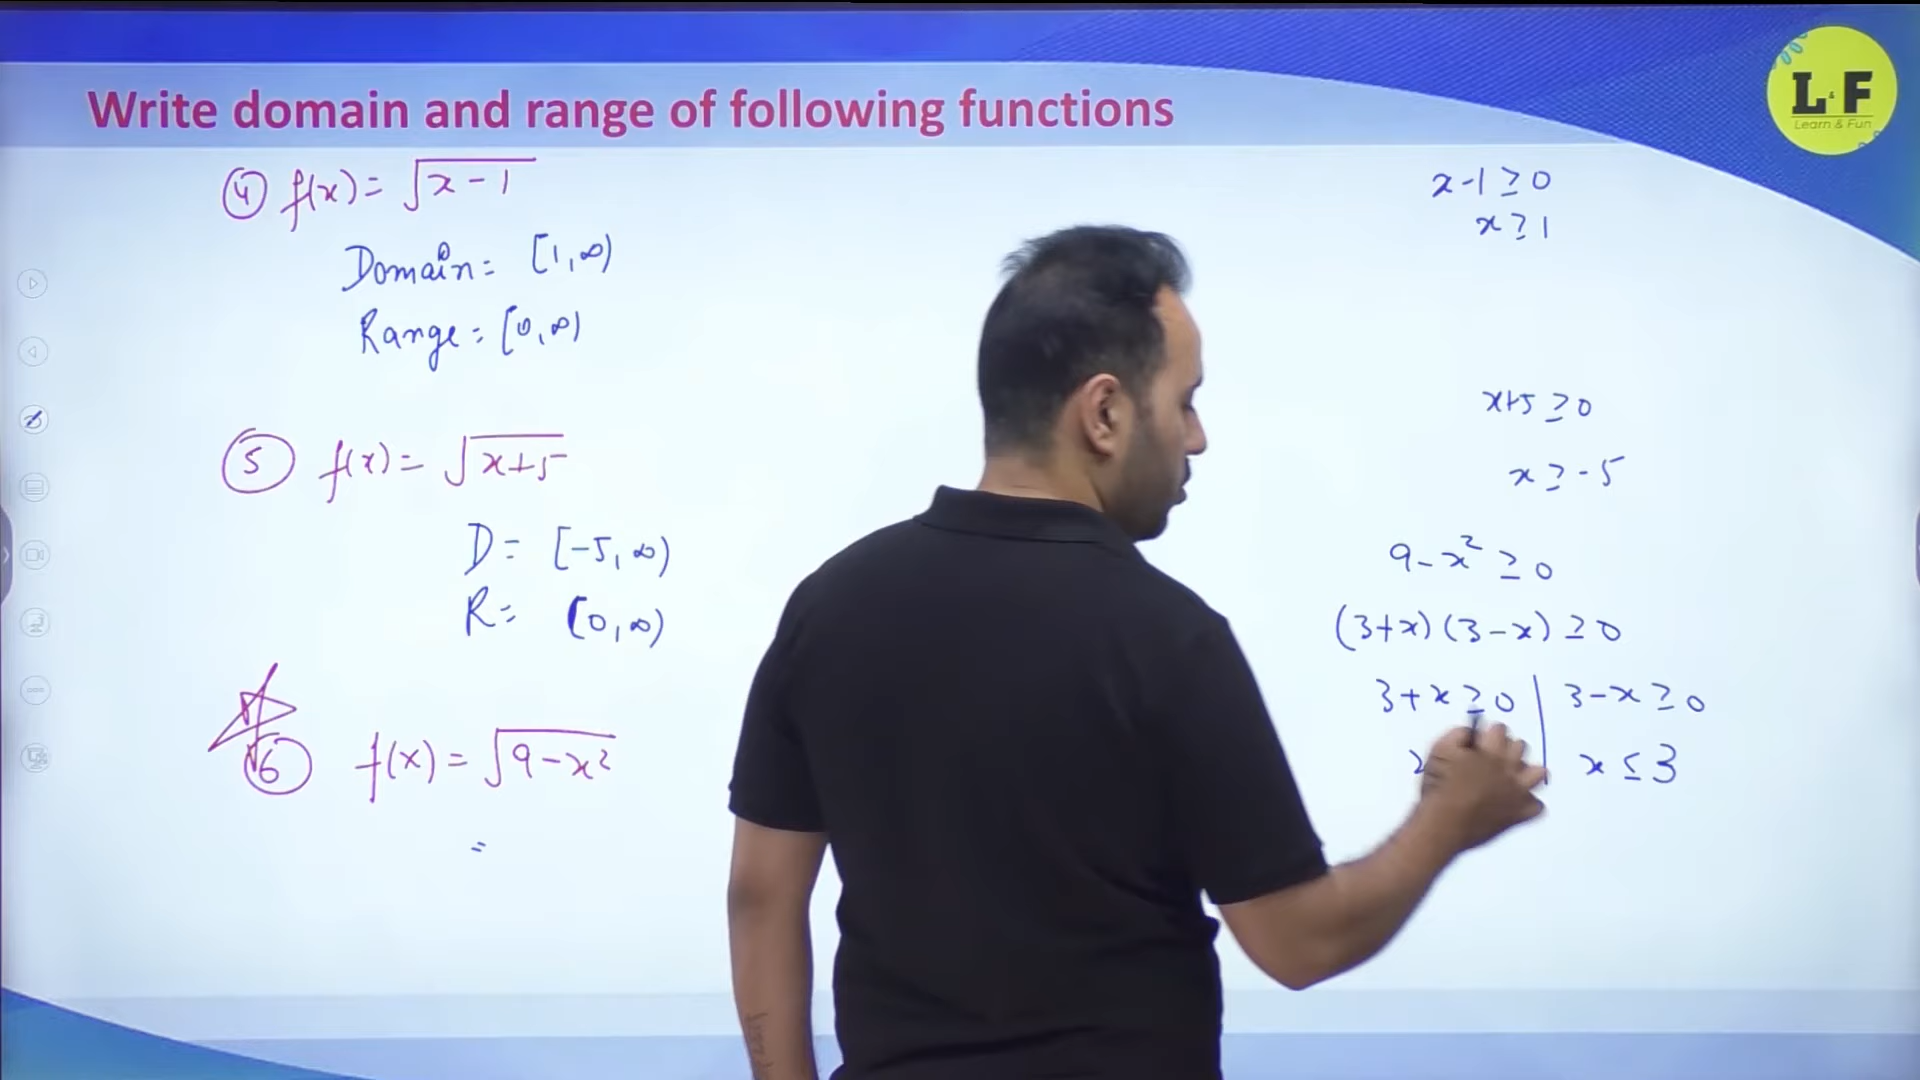 Write domain and range of following functions
L&F
Learn & Fun
④ f(x) = √(x-1)
Domain = [1,∞)
Range = [0,∞)
⑤ f(x) = √(x+5)
D = [-5,∞)
R = [0,∞)
⑥ f(x) = √(9-x²)
=
x-1 ≥ 0
x ≥ 1
x+5 ≥ 0
x ≥ -5
9-x² ≥ 0
(3+x)(3-x) ≥ 0
3+x ≥ 0 | 3-x ≥ 0
x ≤ 3